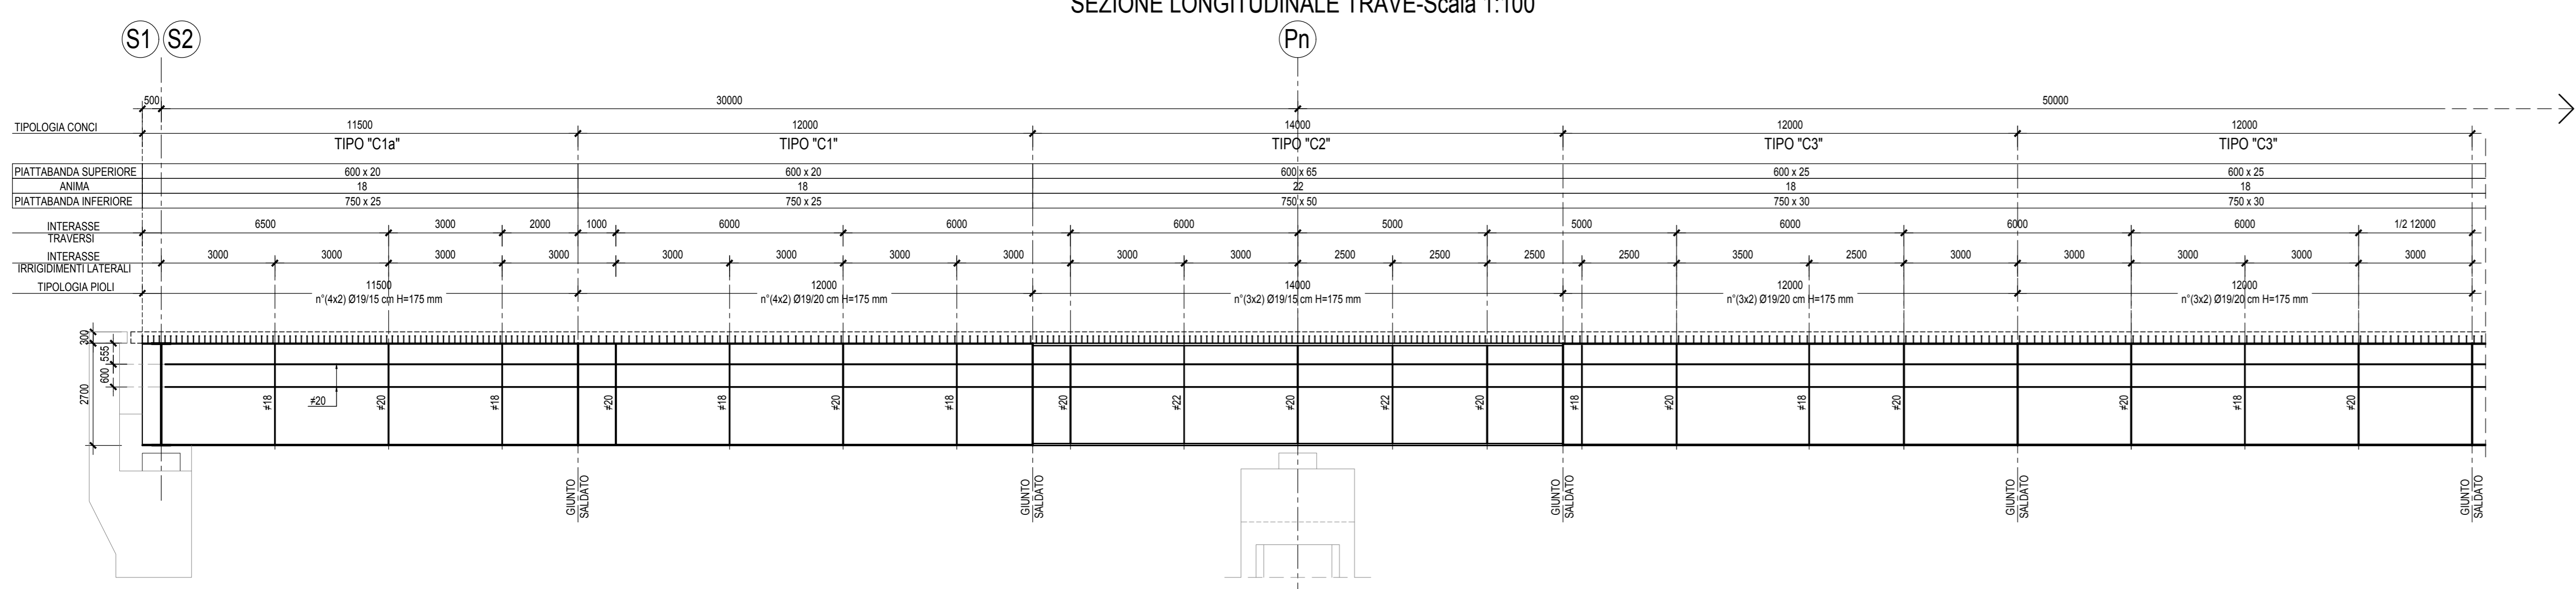 SEZIONE LONGITUDINALE TRAVE-Scala 1:100
S1 S2 Pn
500 30000 50000
TIPOLOGIA CONCI 11500 12000 14000 12000 12000
TIPO "C1a" TIPO "C1" TIPO "C2" TIPO "C3" TIPO "C3"
PIATTABANDA SUPERIORE 600 x 20 600 x 20 600 x 65 600 x 25 600 x 25
ANIMA 18 18 22 18 18
PIATTABANDA INFERIORE 750 x 25 750 x 25 750 x 50 750 x 30 750 x 30
INTERASSE 6500 3000 2000 1000 6000 6000 6000 5000 5000 6000 6000 6000 1/2 12000
TRAVERSI
INTERASSE 3000 3000 3000 3000 3000 3000 3000 3000 3000 3000 2500 2500 2500 2500 3500 2500 3000 3000 3000 3000 3000
IRRIGIDIMENTI LATERALI
TIPOLOGIA PIOLI 11500 12000 14000 12000 12000
n°(4x2) Ø19/15 cm H=175 mm n°(4x2) Ø19/20 cm H=175 mm n°(3x2) Ø19/15 cm H=175 mm n°(3x2) Ø19/20 cm H=175 mm n°(3x2) Ø19/20 cm H=175 mm
300
555
600
2700
≠18 ≠20 ≠20 ≠18 ≠20 ≠18 ≠20 ≠18 ≠20 ≠22 ≠20 ≠22 ≠20 ≠18 ≠20 ≠18 ≠20 ≠20 ≠18 ≠20
GIUNTO
SALDATO
GIUNTO
SALDATO
GIUNTO
SALDATO
GIUNTO
SALDATO
GIUNTO
SALDATO